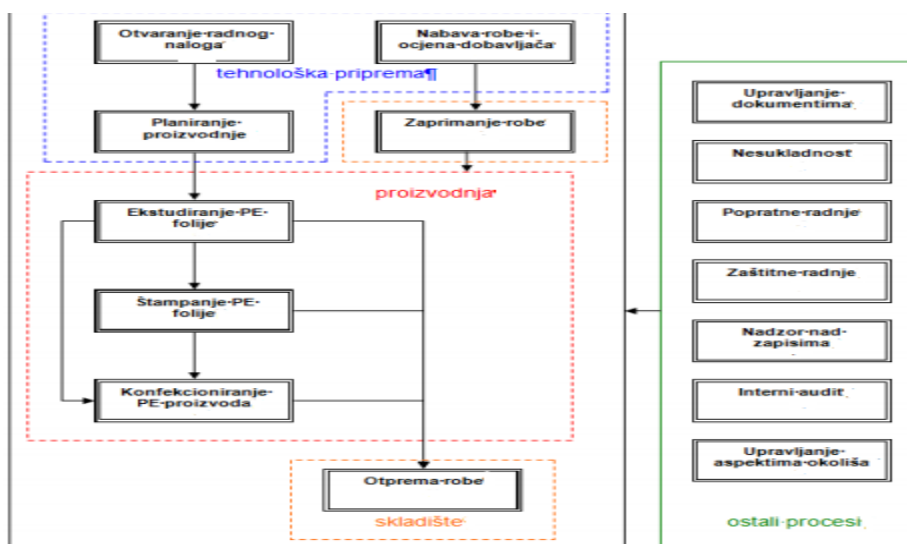 Otvaranje-radnog-
naloga
Nabava-robe-i-
ocjena-dobavljača
tehnološka·priprema¶
Planiranje-
proizvodnje
Zaprimanje-robe
proizvodnja
Ekstudiranje-PE-
folije
Štampanje-PE-
folije
Konfekcioniranje-
PE-proizvoda
Otprema-robe
skladište
Upravljanje-
dokumentima
Nesukladnost
Popratne-radnje
Zaštitne-radnje
Nadzor-nad-
zapisima
Interni-audit
Upravljanje-
aspektima-okoliša
ostali·procesi